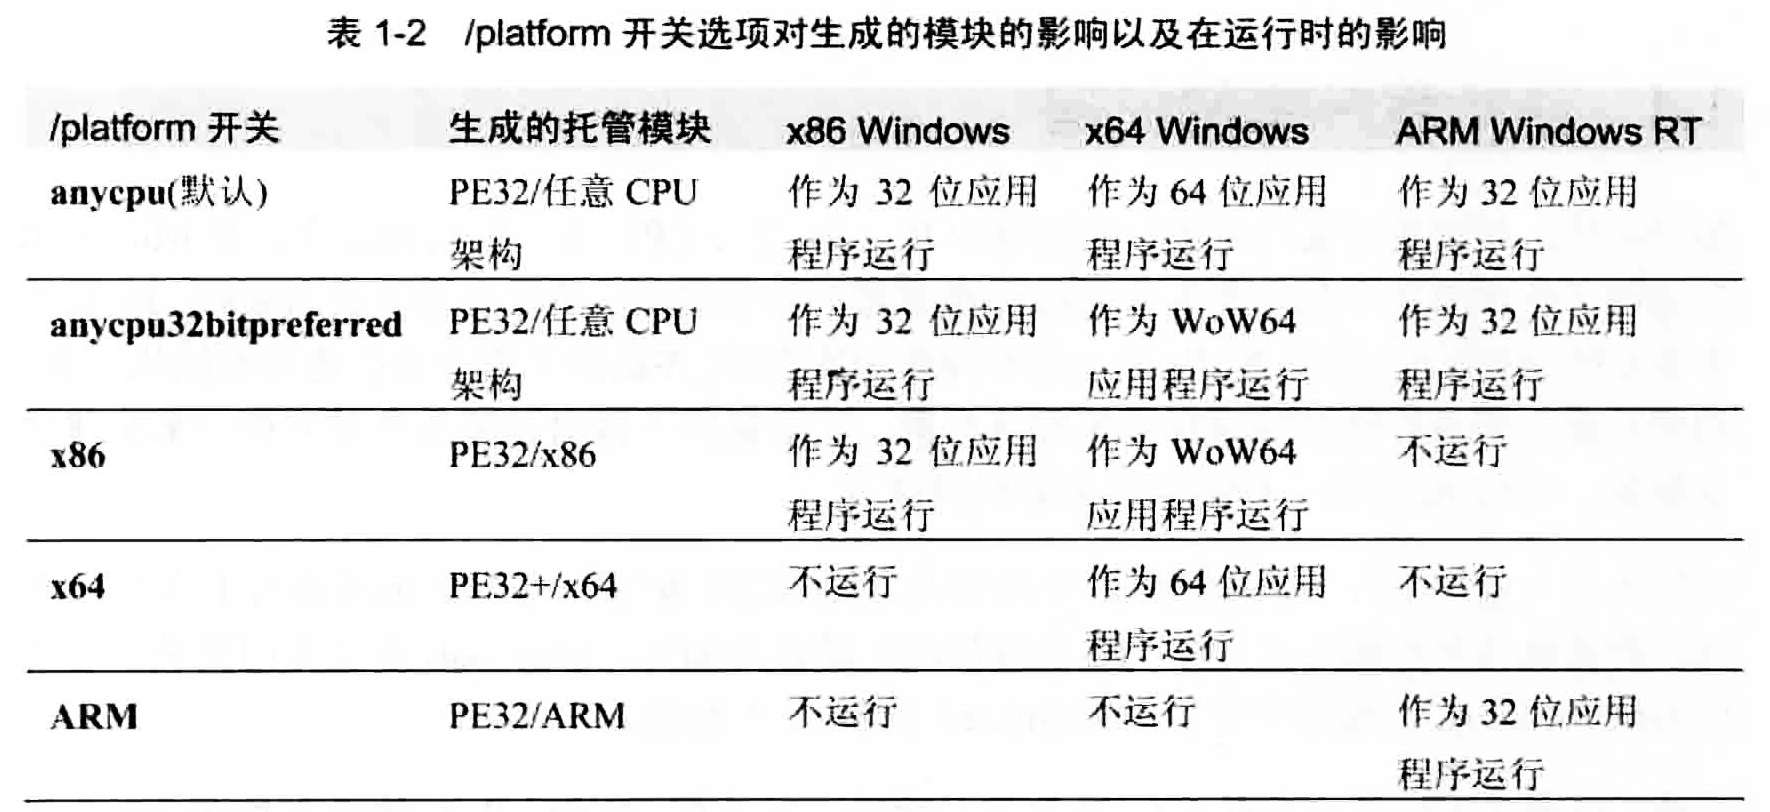 表 1-2 /platform 开关选项对生成的模块的影响以及在运行时的影响
/platform 开关 生成的托管模块 x86 Windows x64 Windows ARM Windows RT
anycpu(默认) PE32/任意 CPU 作为 32 位应用 作为 64 位应用 作为 32 位应用
架构 程序运行 程序运行 程序运行
anycpu32bitpreferred PE32/任意 CPU 作为 32 位应用 作为 WoW64 作为 32 位应用
架构 程序运行 应用程序运行 程序运行
x86 PE32/x86 作为 32 位应用 作为 WoW64 不运行
程序运行 应用程序运行
x64 PE32+/x64 不运行 作为 64 位应用 不运行
程序运行
ARM PE32/ARM 不运行 不运行 作为 32 位应用
程序运行